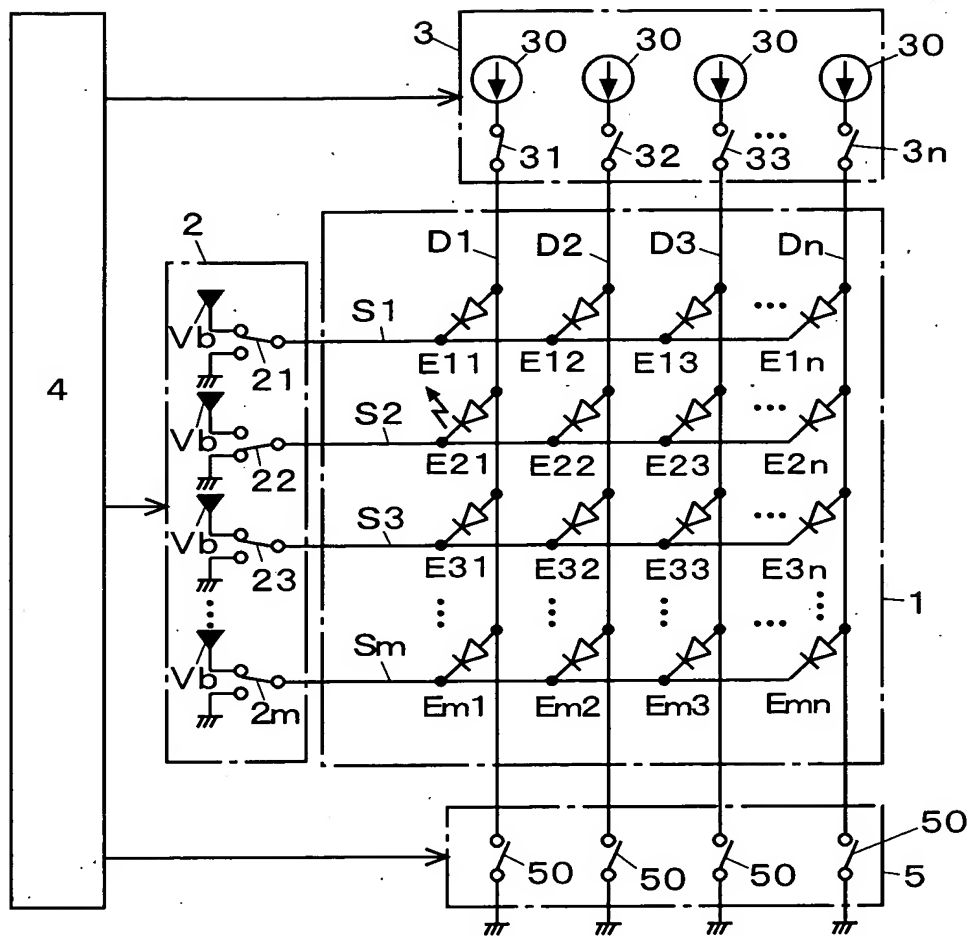 3 30 30 30 30
31 32 33 ... 3n
2 D1 D2 D3 Dn
Vb 21 S1 E11 E12 E13 ... E1n
4
Vb 22 S2 E21 E22 E23 ... E2n
Vb 23 S3 E31 E32 E33 ... E3n
1
Vb 2m Sm Em1 Em2 Em3 ... Emn
50 50 50 50
5